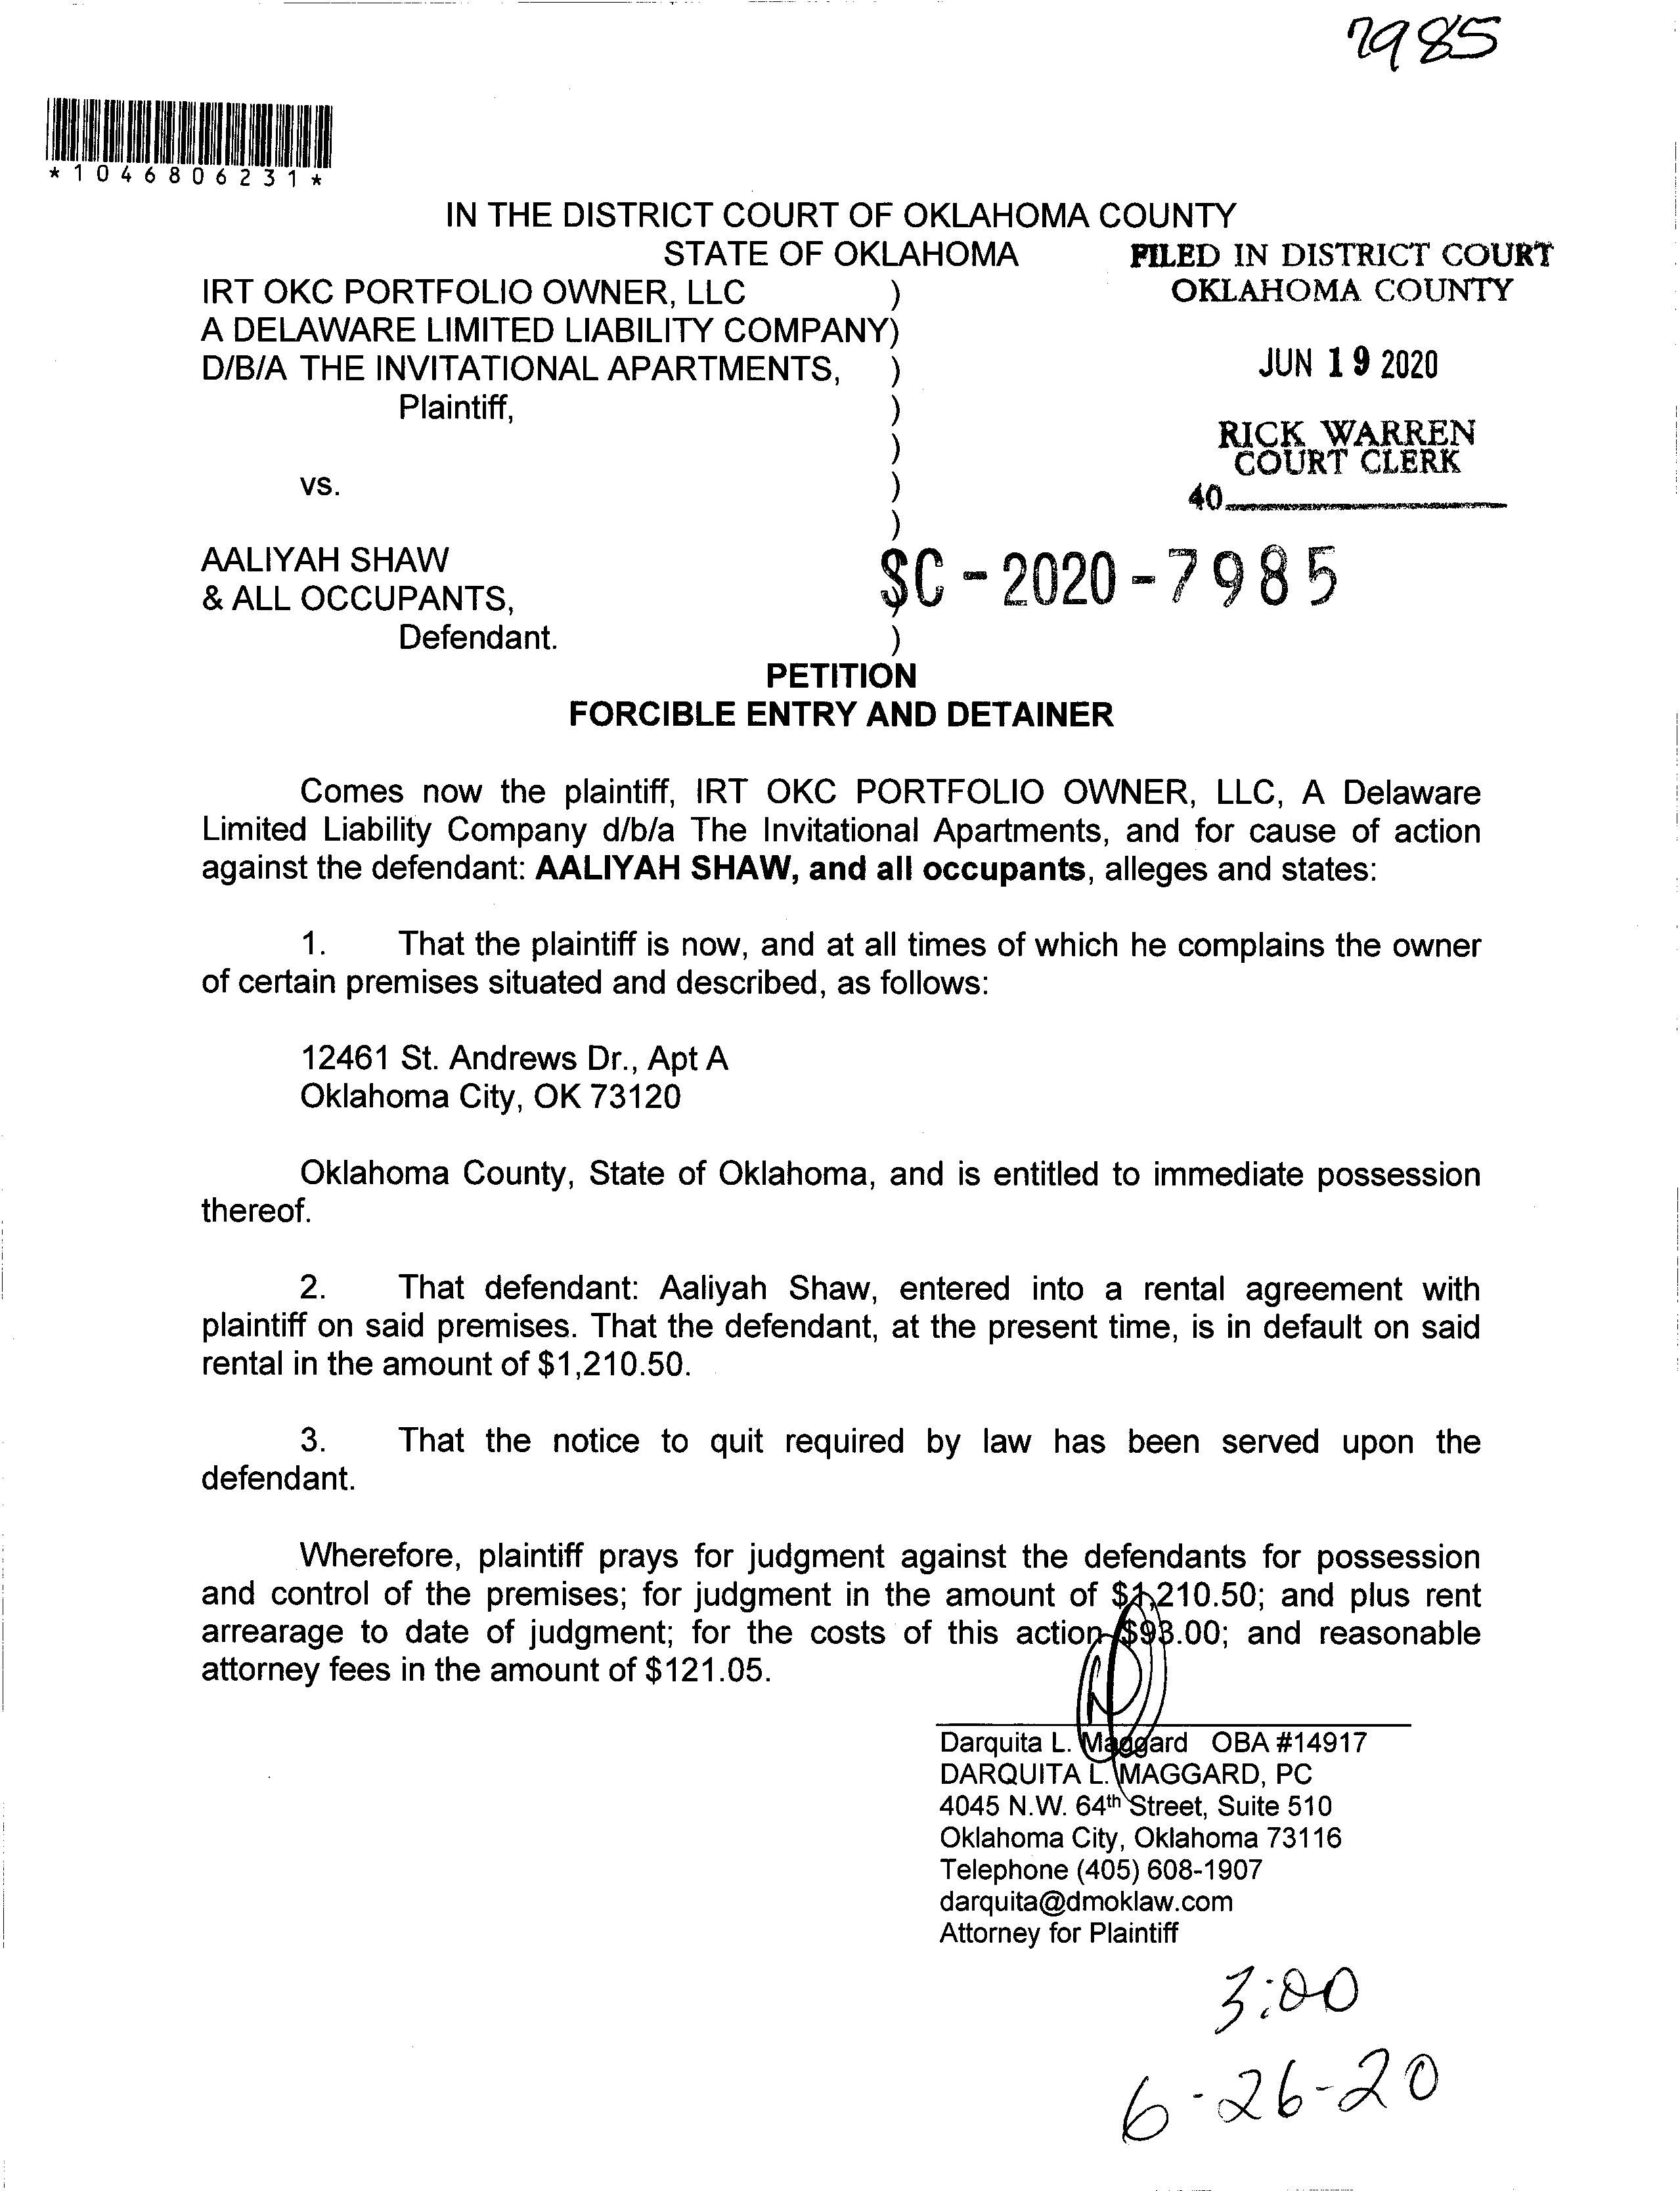 7985
*1046806231*
IN THE DISTRICT COURT OF OKLAHOMA COUNTY
STATE OF OKLAHOMA
FILED IN DISTRICT COURT
OKLAHOMA COUNTY
JUN 19 2020
RICK WARREN
COURT CLERK
40
IRT OKC PORTFOLIO OWNER, LLC )
A DELAWARE LIMITED LIABILITY COMPANY)
D/B/A THE INVITATIONAL APARTMENTS, )
Plaintiff, )
)
vs. )
)
AALIYAH SHAW
SC-2020-7985
& ALL OCCUPANTS,
Defendant. )
PETITION
FORCIBLE ENTRY AND DETAINER
Comes now the plaintiff, IRT OKC PORTFOLIO OWNER, LLC, A Delaware
Limited Liability Company d/b/a The Invitational Apartments, and for cause of action
against the defendant: AALIYAH SHAW, and all occupants, alleges and states:
1. That the plaintiff is now, and at all times of which he complains the owner
of certain premises situated and described, as follows:
12461 St. Andrews Dr., Apt A
Oklahoma City, OK 73120
Oklahoma County, State of Oklahoma, and is entitled to immediate possession
thereof.
2. That defendant: Aaliyah Shaw, entered into a rental agreement with
plaintiff on said premises. That the defendant, at the present time, is in default on said
rental in the amount of $1,210.50.
3. That the notice to quit required by law has been served upon the
defendant.
Wherefore, plaintiff prays for judgment against the defendants for possession
and control of the premises; for judgment in the amount of $1,210.50; and plus rent
arrearage to date of judgment; for the costs of this action $93.00; and reasonable
attorney fees in the amount of $121.05.
Darquita L. Maggard OBA #14917
DARQUITA L. MAGGARD, PC
4045 N.W. 64th Street, Suite 510
Oklahoma City, Oklahoma 73116
Telephone (405) 608-1907
darquita@dmoklaw.com
Attorney for Plaintiff
3:00
6-26-20